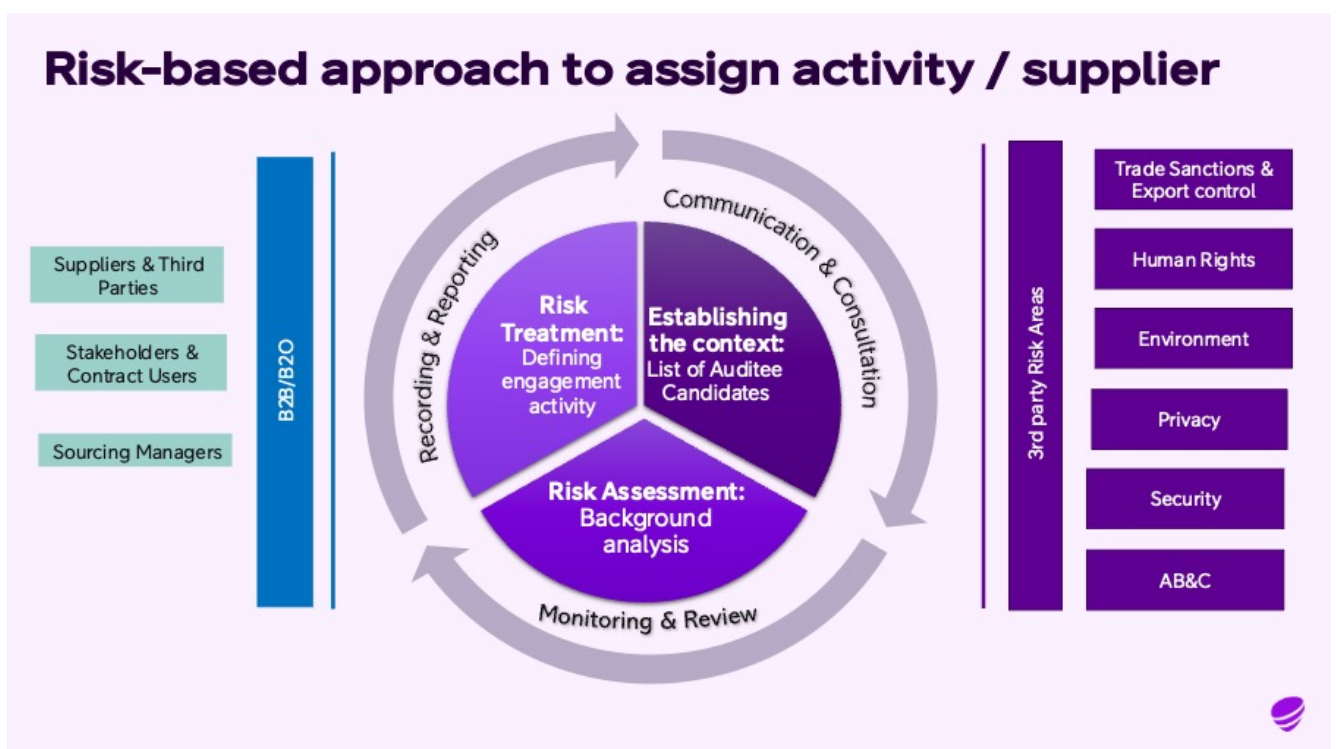 Risk-based approach to assign activity / supplier
Suppliers & Third
Parties
Stakeholders &
Contract Users
Sourcing Managers
B2B/B2O
Recording & Reporting
Communication & Consultation
Monitoring & Review
Risk
Treatment:
Defining
engagement
activity
Establishing
the context:
List of Auditee
Candidates
Risk Assessment:
Background
analysis
3rd party Risk Areas
Trade Sanctions &
Export control
Human Rights
Environment
Privacy
Security
AB&C